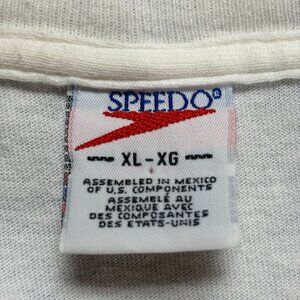 SPEEDO®
XL - XG
ASSEMBLED IN MEXICO
OF U.S. COMPONENTS
ASSEMBLÉ AU
MEXIQUE AVEC
DES COMPOSANTES
DES ETATS-UNIS